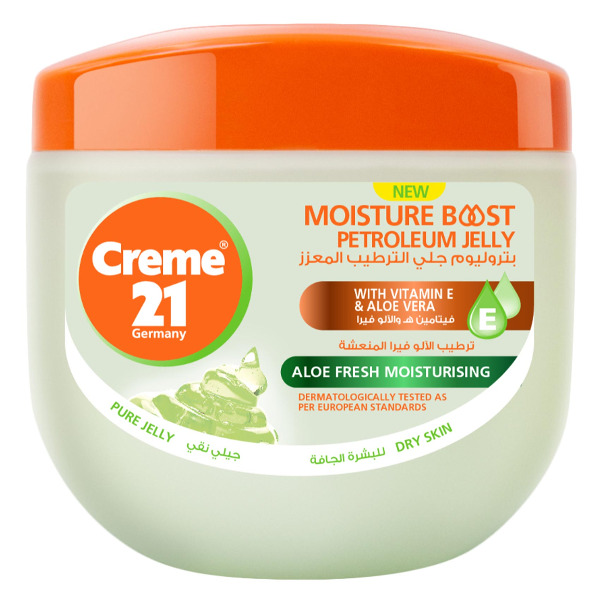 NEW
MOISTURE BOOST
PETROLEUM JELLY
بتروليوم جلي الترطيب المعزز
Creme®
21
Germany
WITH VITAMIN E
& ALOE VERA
فيتامين هـ والألو فيرا
E
ترطيب الألو فيرا المنعشة
ALOE FRESH MOISTURISING
DERMATOLOGICALLY TESTED AS
PER EUROPEAN STANDARDS
PURE JELLY جيلي نقي
للبشرة الجافة DRY SKIN